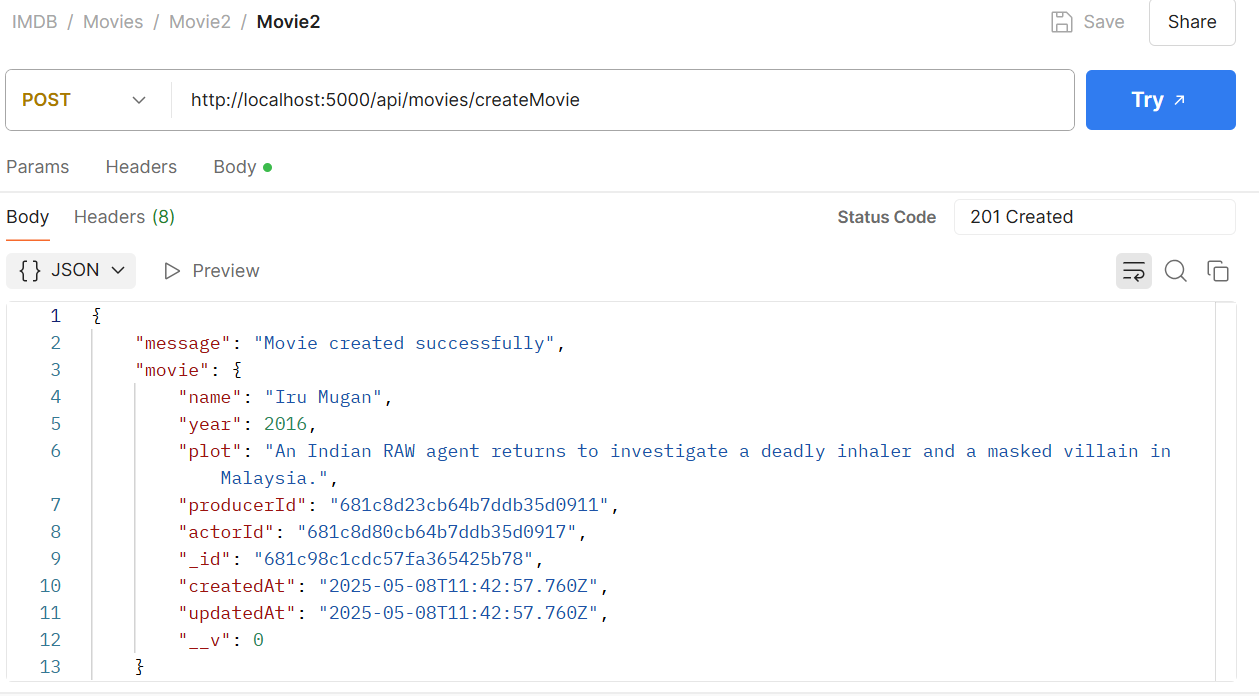 IMDB / Movies / Movie2 / Movie2 Save Share
POST http://localhost:5000/api/movies/createMovie Try ↗
Params Headers Body
Body Headers (8) Status Code 201 Created
{} JSON Preview
1 {
2 "message": "Movie created successfully",
3 "movie": {
4 "name": "Iru Mugan",
5 "year": 2016,
6 "plot": "An Indian RAW agent returns to investigate a deadly inhaler and a masked villain in
Malaysia.",
7 "producerId": "681c8d23cb64b7ddb35d0911",
8 "actorId": "681c8d80cb64b7ddb35d0917",
9 "_id": "681c98c1cdc57fa365425b78",
10 "createdAt": "2025-05-08T11:42:57.760Z",
11 "updatedAt": "2025-05-08T11:42:57.760Z",
12 "__v": 0
13 }